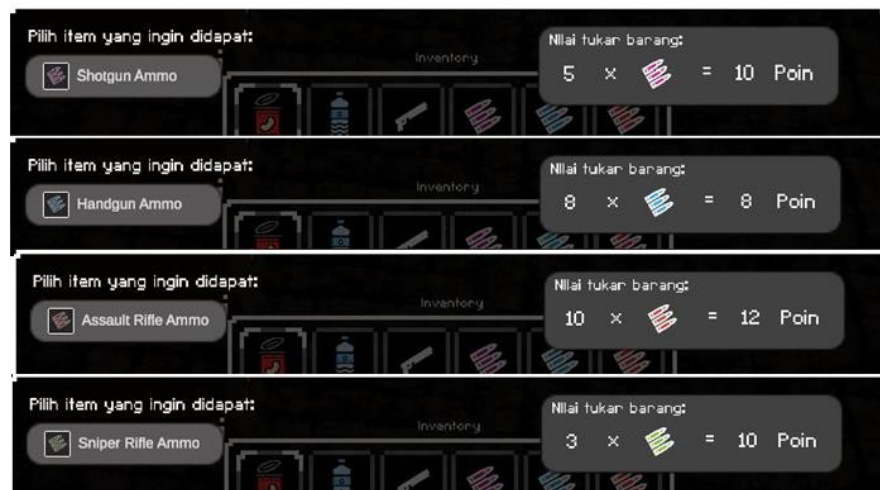 Pilih item yang ingin didapat:
Shotgun Ammo
Inventory
Nilai tukar barang:
5 x = 10 Poin
Pilih item yang ingin didapat:
Handgun Ammo
Inventory
Nilai tukar barang:
8 x = 8 Poin
Pilih item yang ingin didapat:
Assault Rifle Ammo
Inventory
Nilai tukar barang:
10 x = 12 Poin
Pilih item yang ingin didapat:
Sniper Rifle Ammo
Inventory
Nilai tukar barang:
3 x = 10 Poin